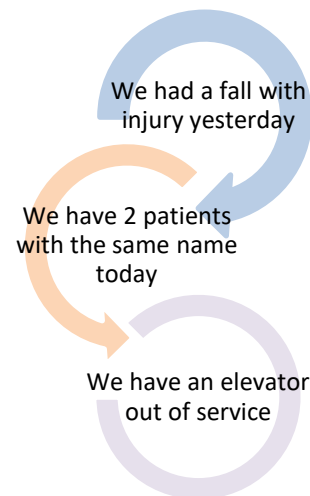 We had a fall with
injury yesterday
We have 2 patients
with the same name
today
We have an elevator
out of service